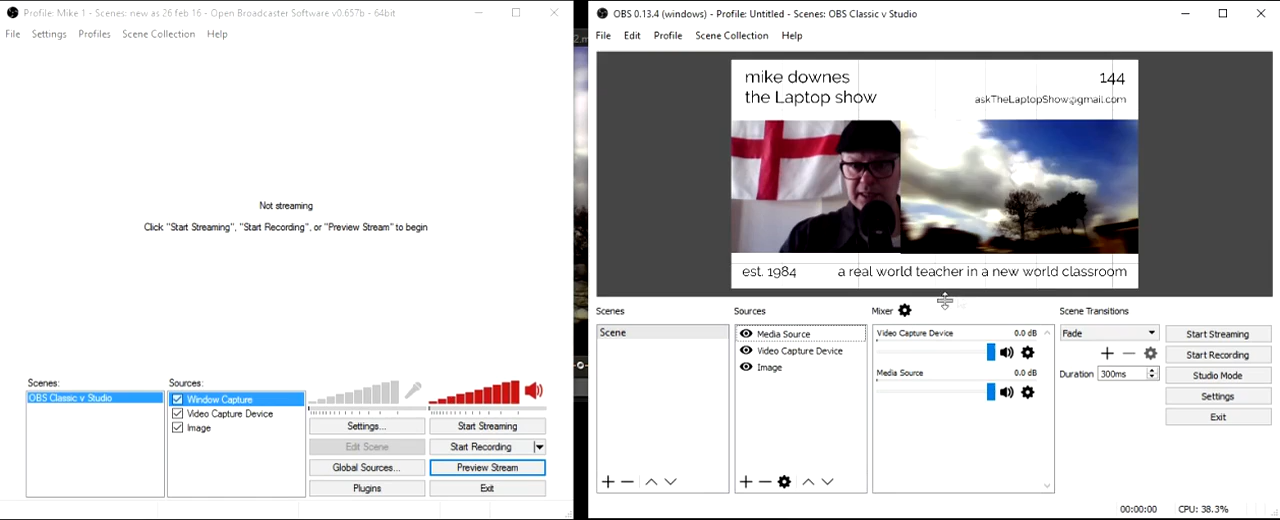 Profile: Mike 1 - Scenes: new as 26 feb 16 - Open Broadcaster Software v0.657b - 64bit
File Settings Profiles Scene Collection Help
Not streaming
Click "Start Streaming", "Start Recording", or "Preview Stream" to begin
Scenes:
OBS Classic v Studio
Sources:
Window Capture
Video Capture Device
Image
Settings...
Start Streaming
Edit Scene
Start Recording
Global Sources...
Preview Stream
Plugins
Exit
OBS 0.13.4 (windows) - Profile: Untitled - Scenes: OBS Classic v Studio
File Edit Profile Scene Collection Help
mike downes
the Laptop show
144
askTheLaptopShow@gmail.com
est. 1984
a real world teacher in a new world classroom
Scenes
Scene
Sources
Media Source
Video Capture Device
Image
Mixer
Video Capture Device 0.0 dB
Media Source 0.0 dB
Scene Transitions
Fade
Duration 300ms
Start Streaming
Start Recording
Studio Mode
Settings
Exit
00:00:00 CPU: 38.3%